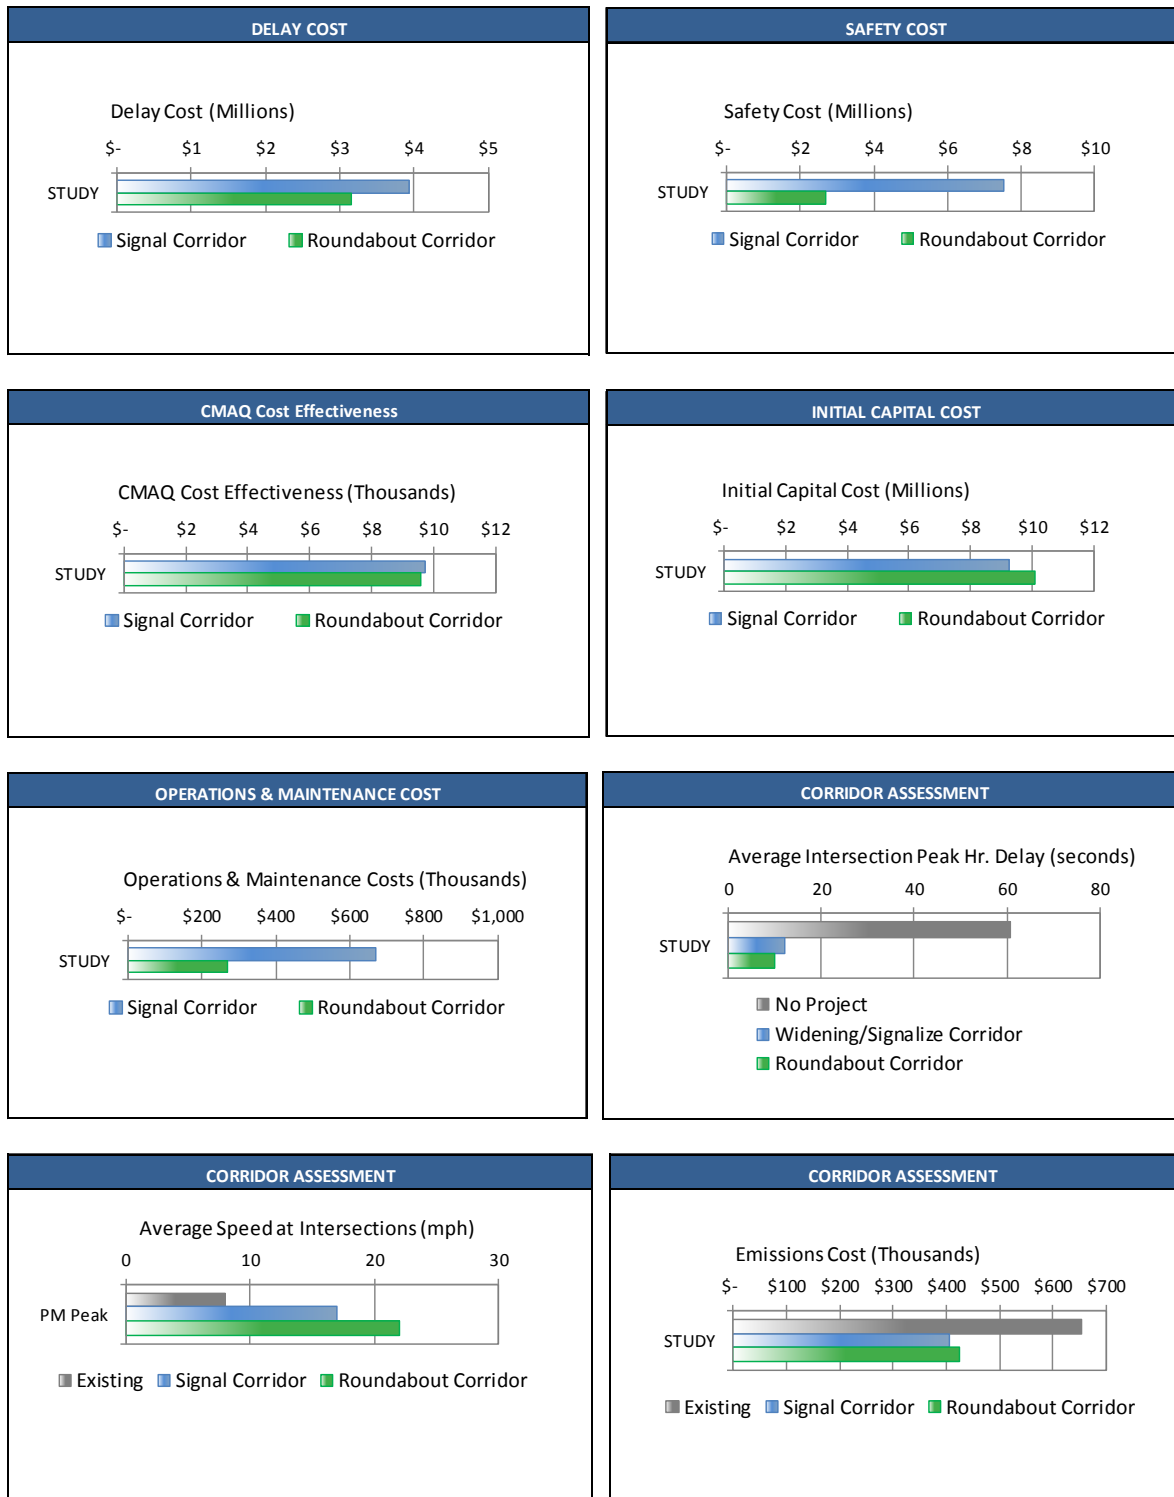 DELAY COST
Delay Cost (Millions)
$- $1 $2 $3 $4 $5
STUDY
Signal Corridor Roundabout Corridor
SAFETY COST
Safety Cost (Millions)
$- $2 $4 $6 $8 $10
STUDY
Signal Corridor Roundabout Corridor
CMAQ Cost Effectiveness
CMAQ Cost Effectiveness (Thousands)
$- $2 $4 $6 $8 $10 $12
STUDY
Signal Corridor Roundabout Corridor
INITIAL CAPITAL COST
Initial Capital Cost (Millions)
$- $2 $4 $6 $8 $10 $12
STUDY
Signal Corridor Roundabout Corridor
OPERATIONS & MAINTENANCE COST
Operations & Maintenance Costs (Thousands)
$- $200 $400 $600 $800 $1,000
STUDY
Signal Corridor Roundabout Corridor
CORRIDOR ASSESSMENT
Average Intersection Peak Hr. Delay (seconds)
0 20 40 60 80
STUDY
No Project
Widening/Signalize Corridor
Roundabout Corridor
CORRIDOR ASSESSMENT
Average Speed at Intersections (mph)
0 10 20 30
PM Peak
Existing Signal Corridor Roundabout Corridor
CORRIDOR ASSESSMENT
Emissions Cost (Thousands)
$- $100 $200 $300 $400 $500 $600 $700
STUDY
Existing Signal Corridor Roundabout Corridor